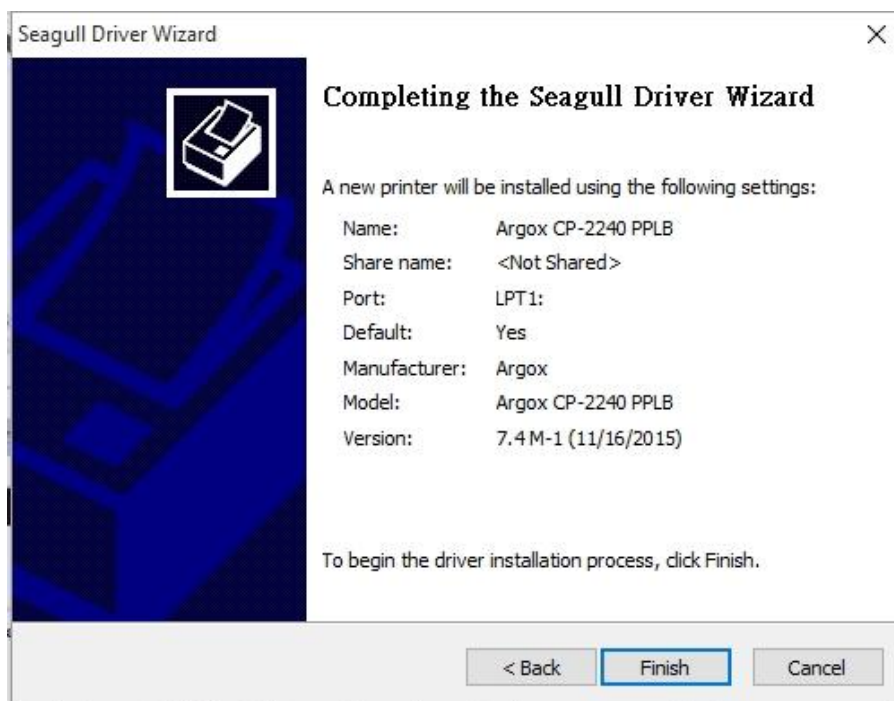 Seagull Driver Wizard
Completing the Seagull Driver Wizard
A new printer will be installed using the following settings:
Name: Argox CP-2240 PPLB
Share name: <Not Shared>
Port: LPT1:
Default: Yes
Manufacturer: Argox
Model: Argox CP-2240 PPLB
Version: 7.4 M-1 (11/16/2015)
To begin the driver installation process, click Finish.
< Back Finish Cancel